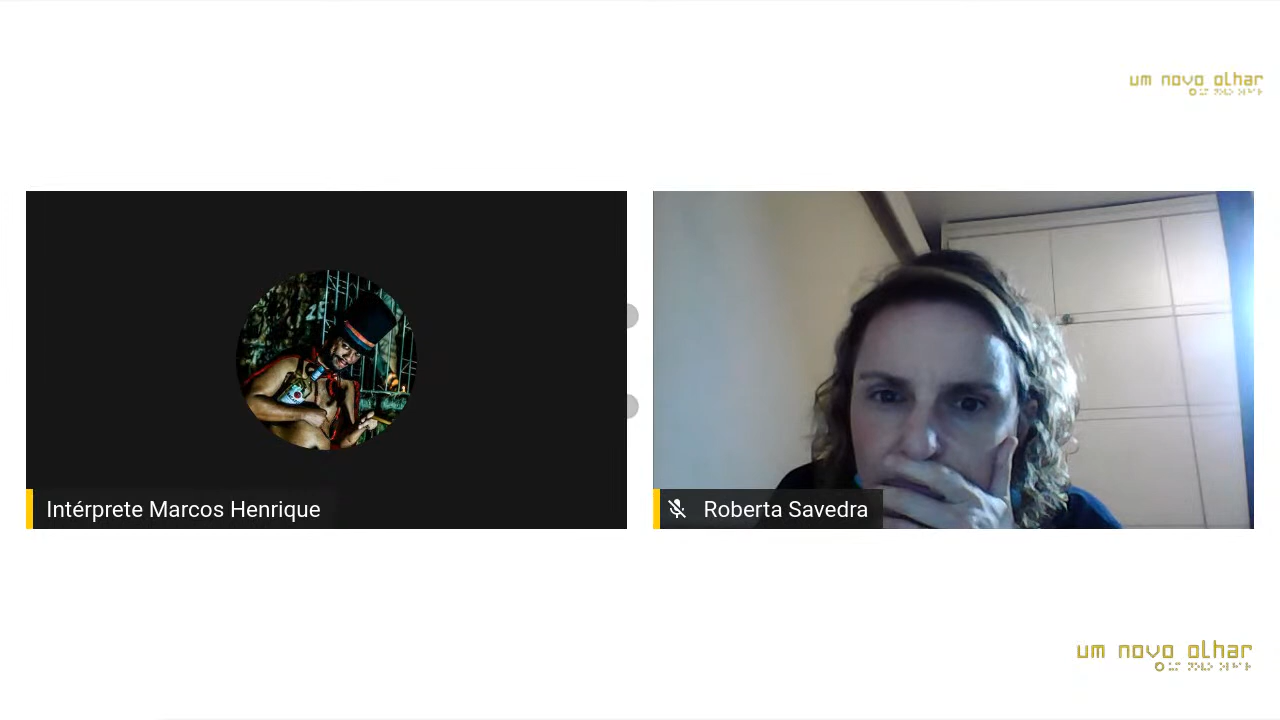 um novo olhar
Intérprete Marcos Henrique
Roberta Savedra
um novo olhar